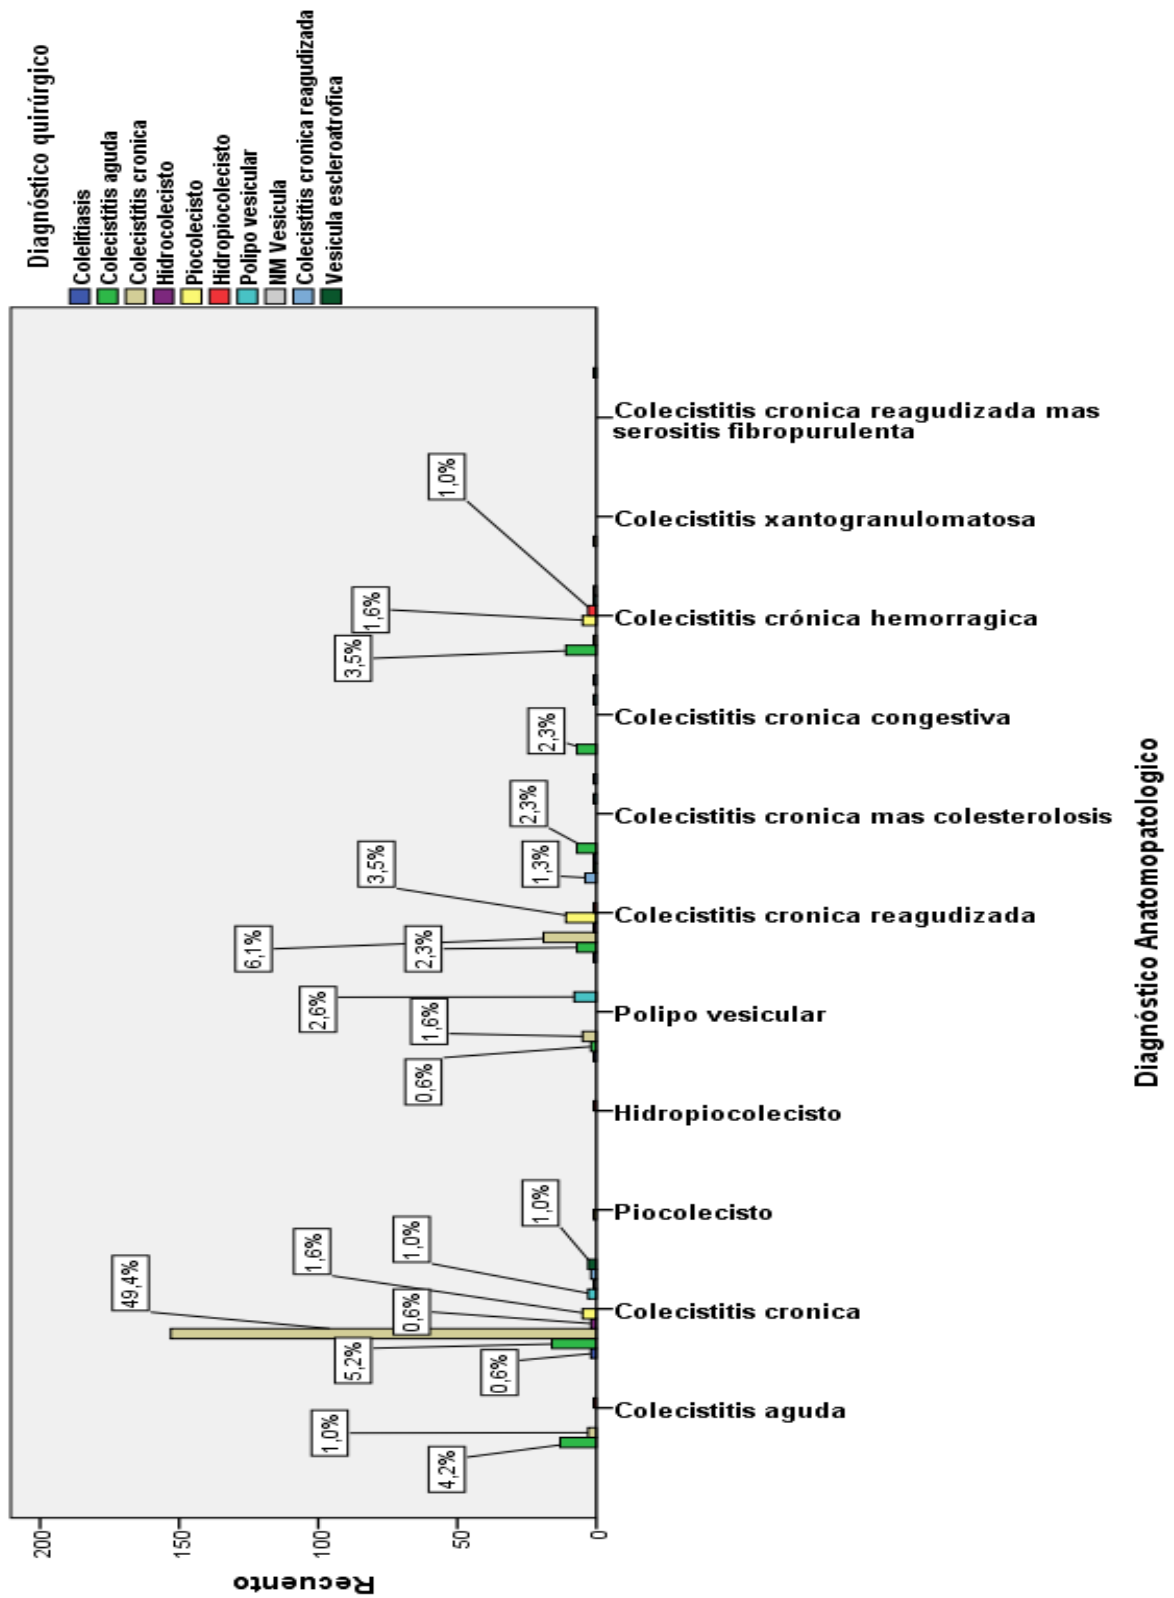 Diagnóstico quirúrgico
Colelitiasis
Colecistitis aguda
Colecistitis cronica
Hidrocolecisto
Piocolecisto
Hidropiocolecisto
Polipo vesicular
NM Vesicula
Colecistitis cronica reagudizada
Vesicula escleroatrofica
Recuento
200
150
100
50
0
4,2%
1,0%
0,6%
5,2%
49,4%
0,6%
1,6%
1,0%
1,0%
0,6%
1,6%
2,6%
2,3%
6,1%
3,5%
1,3%
2,3%
2,3%
3,5%
1,6%
1,0%
Colecistitis aguda
Colecistitis cronica
Piocolecisto
Hidropiocolecisto
Polipo vesicular
Colecistitis cronica reagudizada
Colecistitis cronica mas colesterolosis
Colecistitis cronica congestiva
Colecistitis crónica hemorragica
Colecistitis xantogranulomatosa
Colecistitis cronica reagudizada mas
serositis fibropurulenta
Diagnóstico Anatomopatologico